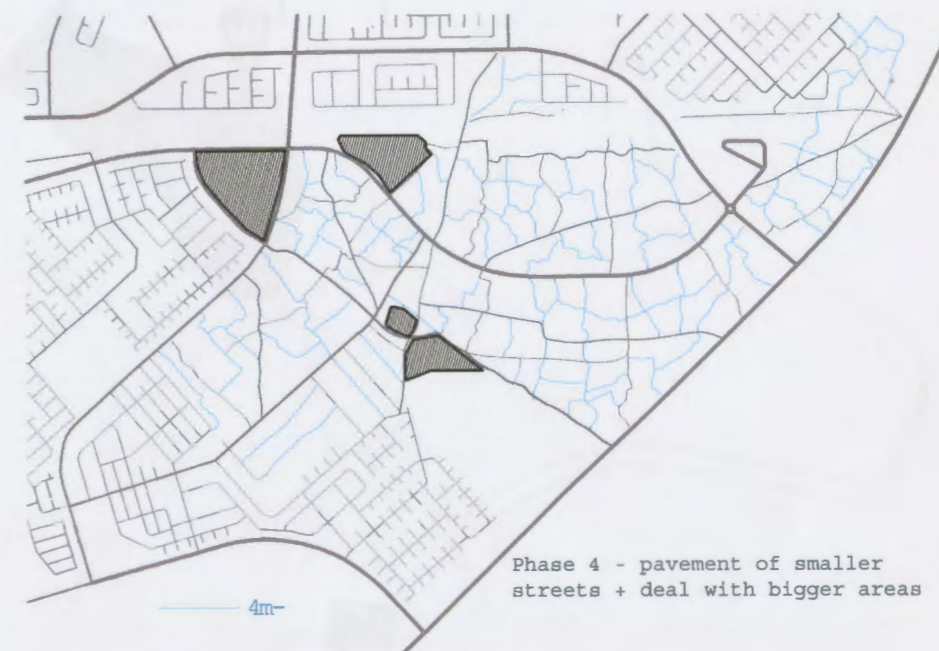 Phase 4 - pavement of smaller
streets + deal with bigger areas
4m-